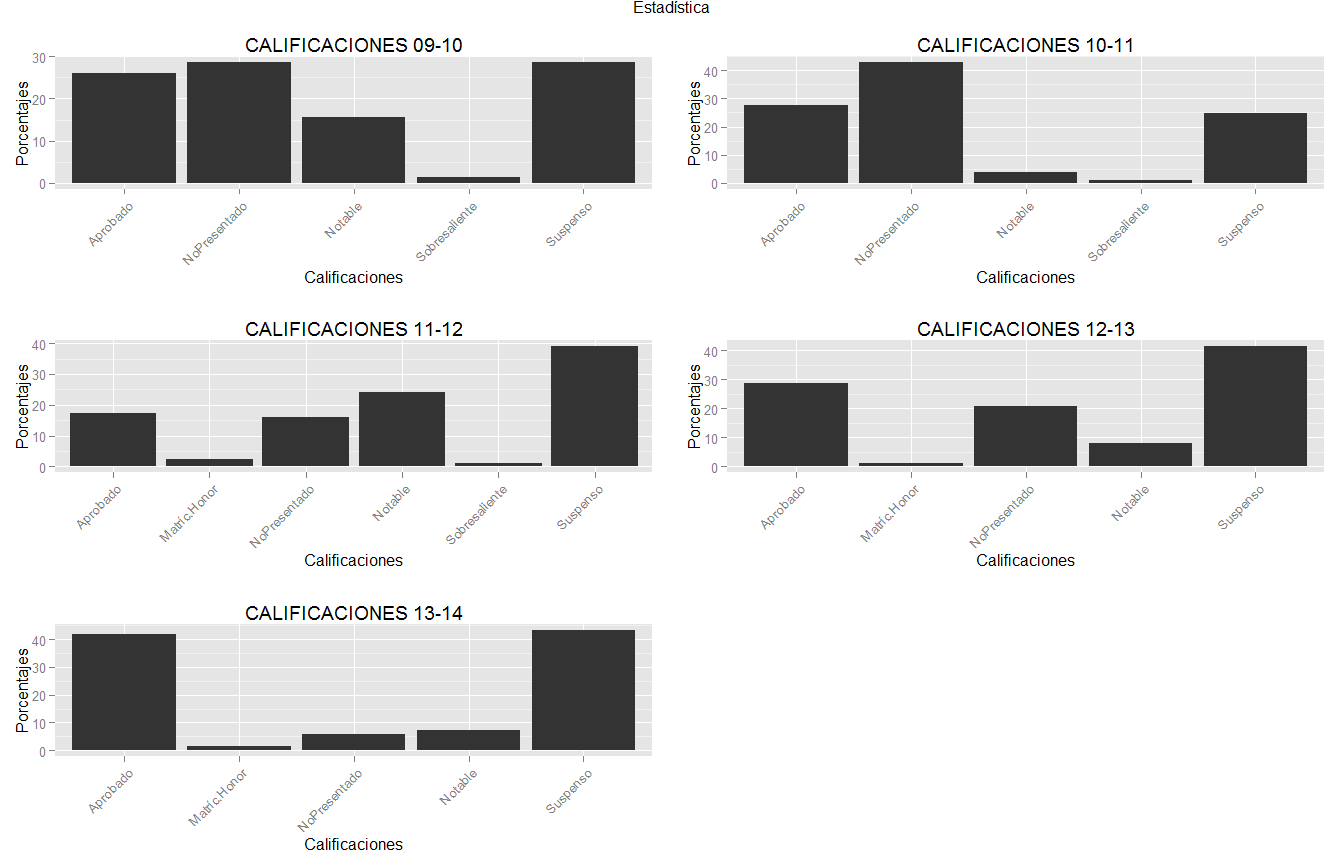 Estadística
CALIFICACIONES 09-10
Porcentajes
30
20
10
0
Aprobado
NoPresentado
Notable
Sobresaliente
Suspenso
Calificaciones
CALIFICACIONES 10-11
Porcentajes
40
30
20
10
0
Aprobado
NoPresentado
Notable
Sobresaliente
Suspenso
Calificaciones
CALIFICACIONES 11-12
Porcentajes
40
30
20
10
0
Aprobado
Matríc.Honor
NoPresentado
Notable
Sobresaliente
Suspenso
Calificaciones
CALIFICACIONES 12-13
Porcentajes
40
30
20
10
0
Aprobado
Matríc.Honor
NoPresentado
Notable
Suspenso
Calificaciones
CALIFICACIONES 13-14
Porcentajes
40
30
20
10
0
Aprobado
Matríc.Honor
NoPresentado
Notable
Suspenso
Calificaciones